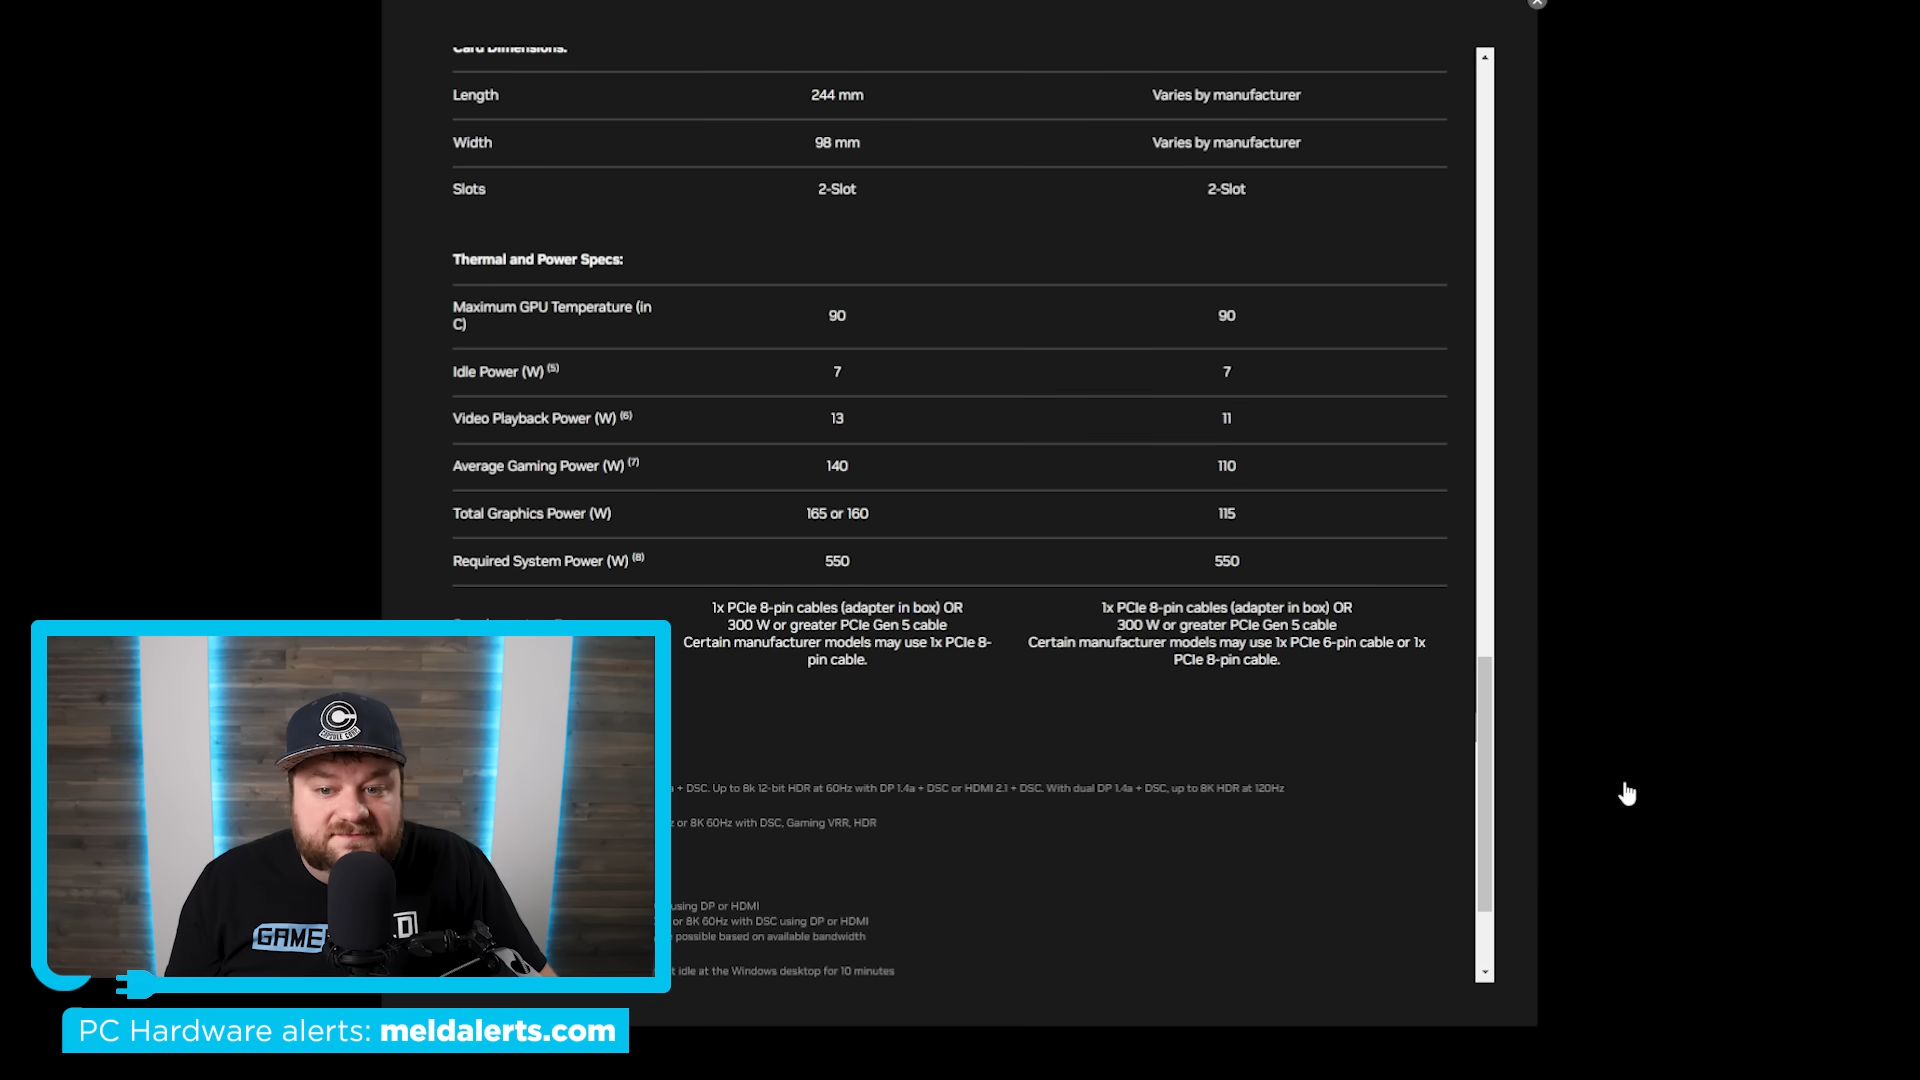 Card Dimensions:
Length 244 mm Varies by manufacturer
Width 98 mm Varies by manufacturer
Slots 2-Slot 2-Slot
Thermal and Power Specs:
Maximum GPU Temperature (in
C) 90 90
Idle Power (W) (5) 7 7
Video Playback Power (W) (6) 13 11
Average Gaming Power (W) (7) 140 110
Total Graphics Power (W) 165 or 160 115
Required System Power (W) (8) 550 550
1x PCIe 8-pin cables (adapter in box) OR
300 W or greater PCIe Gen 5 cable
Certain manufacturer models may use 1x PCIe 8-
pin cable.
1x PCIe 8-pin cables (adapter in box) OR
300 W or greater PCIe Gen 5 cable
Certain manufacturer models may use 1x PCIe 6-pin cable or 1x
PCIe 8-pin cable.
+ DSC. Up to 8k 12-bit HDR at 60Hz with DP 1.4a + DSC or HDMI 2.1 + DSC. With dual DP 1.4a + DSC, up to 8K HDR at 120Hz
or 8K 60Hz with DSC, Gaming VRR, HDR
using DP or HDMI
or 8K 60Hz with DSC using DP or HDMI
possible based on available bandwidth
idle at the Windows desktop for 10 minutes
CAPSULE CORP
GAME
PC Hardware alerts: meldalerts.com